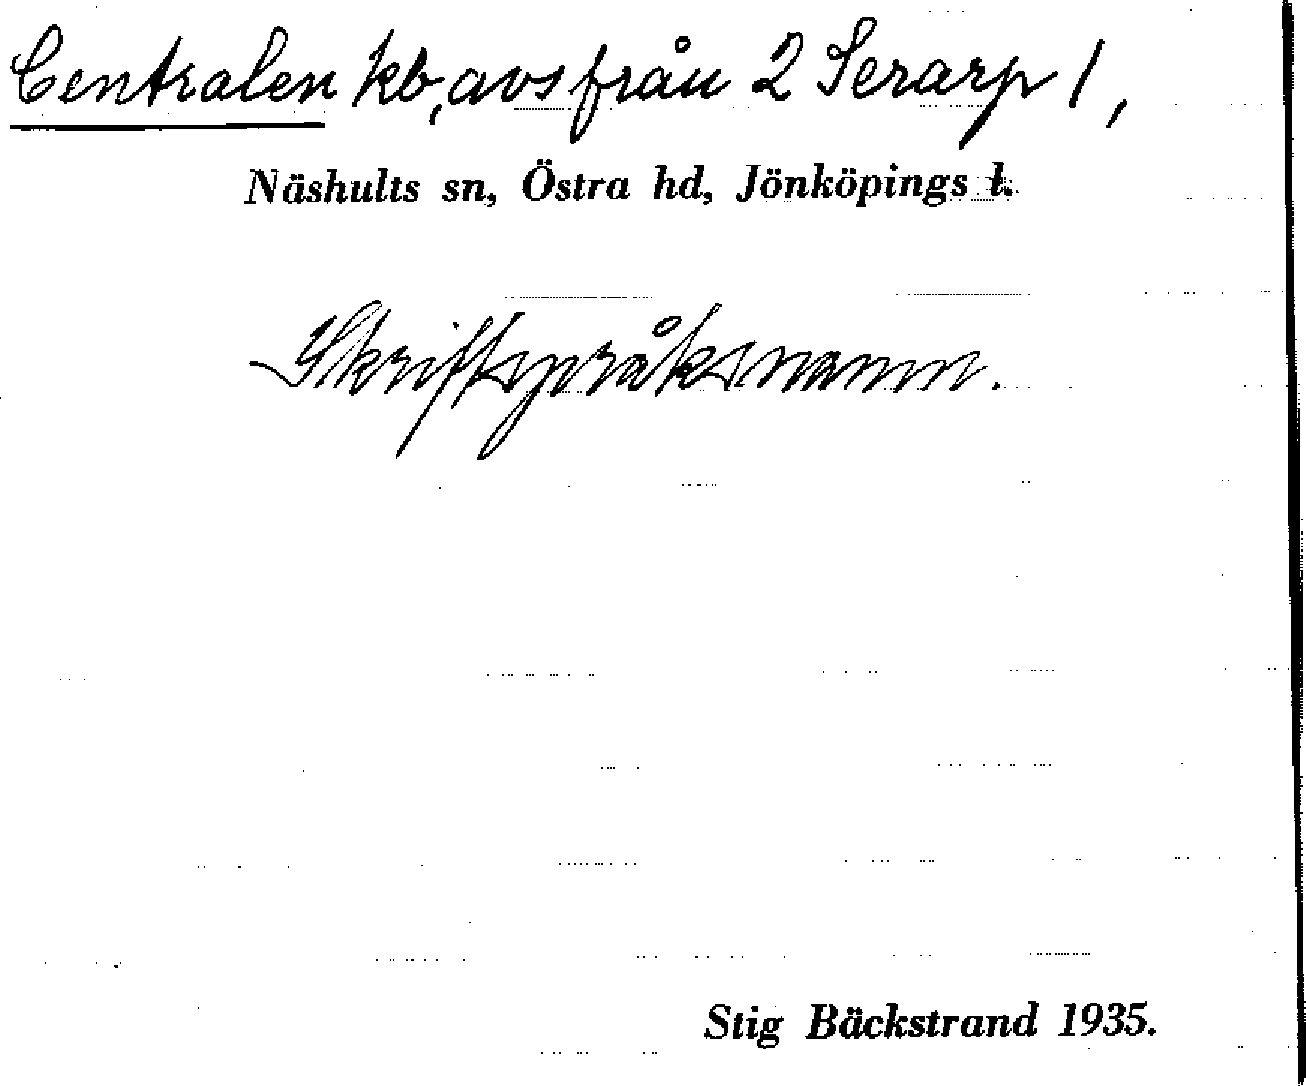 Centralen kb, avs från 2 Serarp 1,
Näshults sn, Östra hd, Jönköpings l.
Skriftspråksnamn.
Stig Bäckstrand 1935.